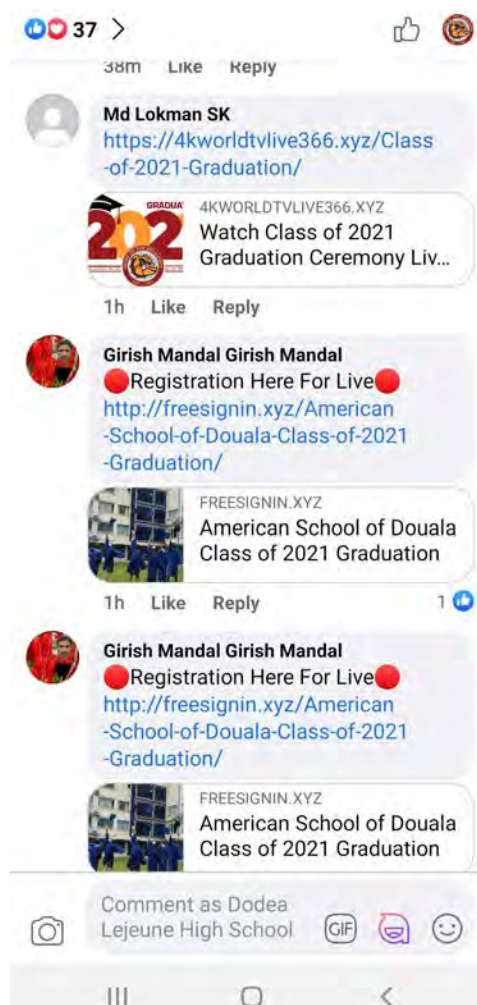 37
38m Like Reply
Md Lokman SK
https://4kworldtvlive366.xyz/Class
-of-2021-Graduation/
GRADUA
202
4KWORLDTVLIVE366.XYZ
Watch Class of 2021
Graduation Ceremony Liv...
1h Like Reply
Girish Mandal Girish Mandal
🔴Registration Here For Live🔴
http://freesignin.xyz/American
-School-of-Douala-Class-of-2021
-Graduation/
FREESIGNIN.XYZ
American School of Douala
Class of 2021 Graduation
1h Like Reply 1
Girish Mandal Girish Mandal
🔴Registration Here For Live🔴
http://freesignin.xyz/American
-School-of-Douala-Class-of-2021
-Graduation/
FREESIGNIN.XYZ
American School of Douala
Class of 2021 Graduation
Comment as Dodea
Lejeune High School
GIF